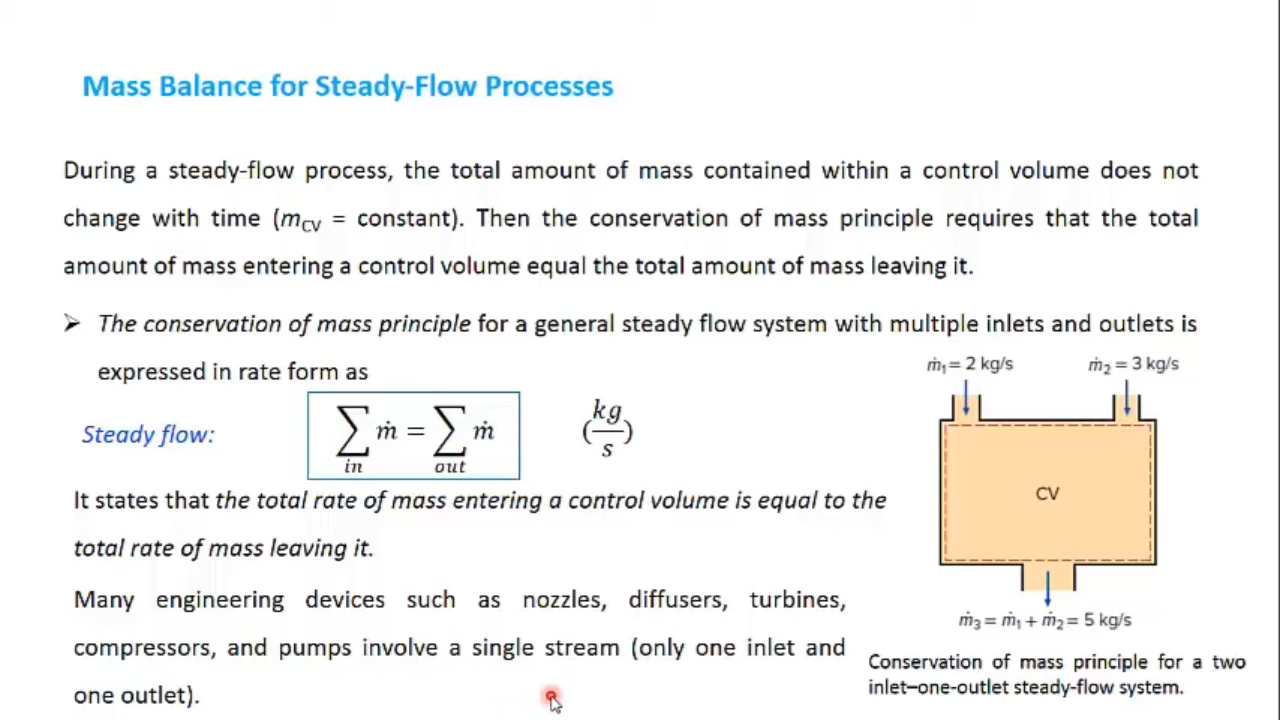 Mass Balance for Steady-Flow Processes
During a steady-flow process, the total amount of mass contained within a control volume does not
change with time (m_CV = constant). Then the conservation of mass principle requires that the total
amount of mass entering a control volume equal the total amount of mass leaving it.
➢ The conservation of mass principle for a general steady flow system with multiple inlets and outlets is
expressed in rate form as
Steady flow: ∑_in ṁ = ∑_out ṁ (kg/s)
It states that the total rate of mass entering a control volume is equal to the
total rate of mass leaving it.
Many engineering devices such as nozzles, diffusers, turbines,
compressors, and pumps involve a single stream (only one inlet and
one outlet).
ṁ₁ = 2 kg/s ṁ₂ = 3 kg/s
CV
ṁ₃ = ṁ₁ + ṁ₂ = 5 kg/s
Conservation of mass principle for a two
inlet–one-outlet steady-flow system.